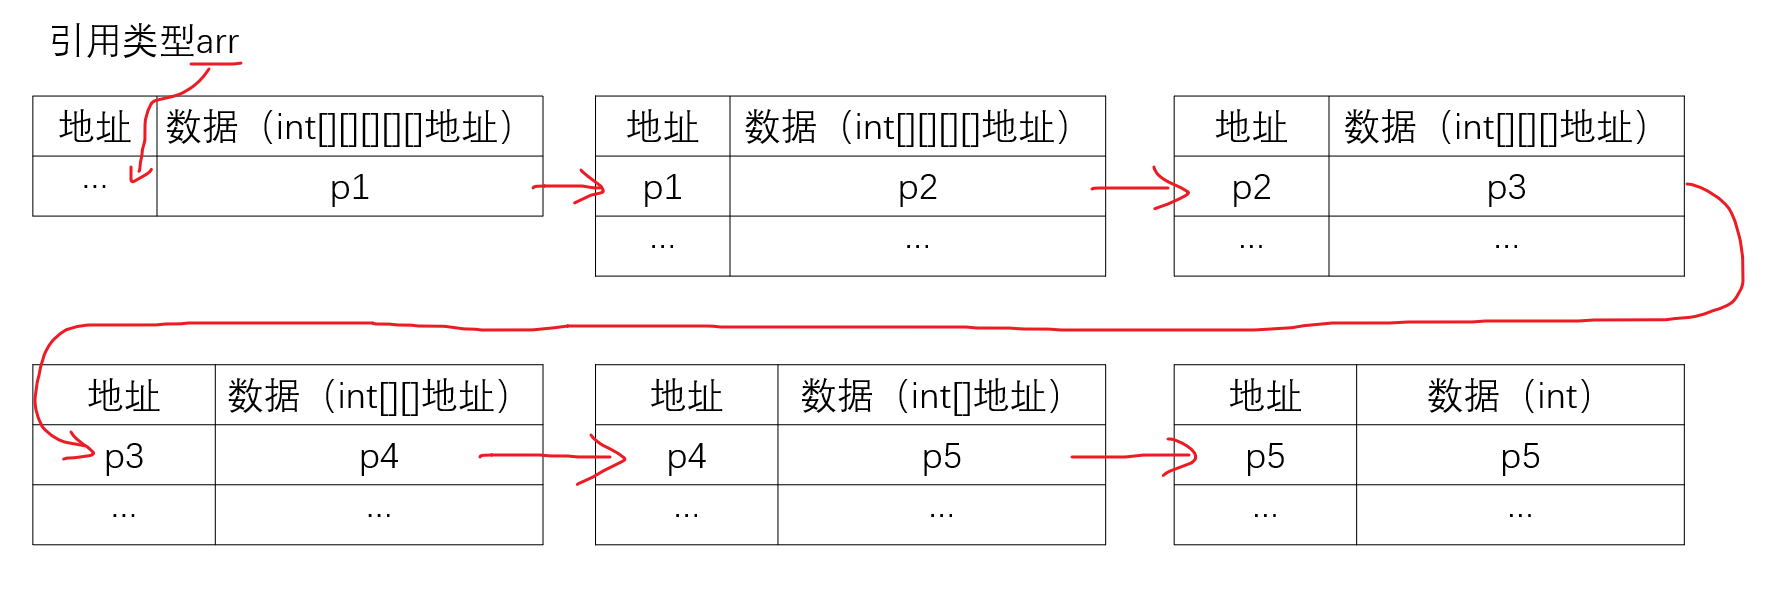 引用类型arr
地址 数据（int[][][][][]地址） 地址 数据（int[][][][]地址） 地址 数据（int[][][]地址）
... p1 p1 p2 p2 p3
... ... ... ...
地址 数据（int[][]地址） 地址 数据（int[]地址） 地址 数据（int）
p3 p4 p4 p5 p5 p5
... ... ... ... ... ...